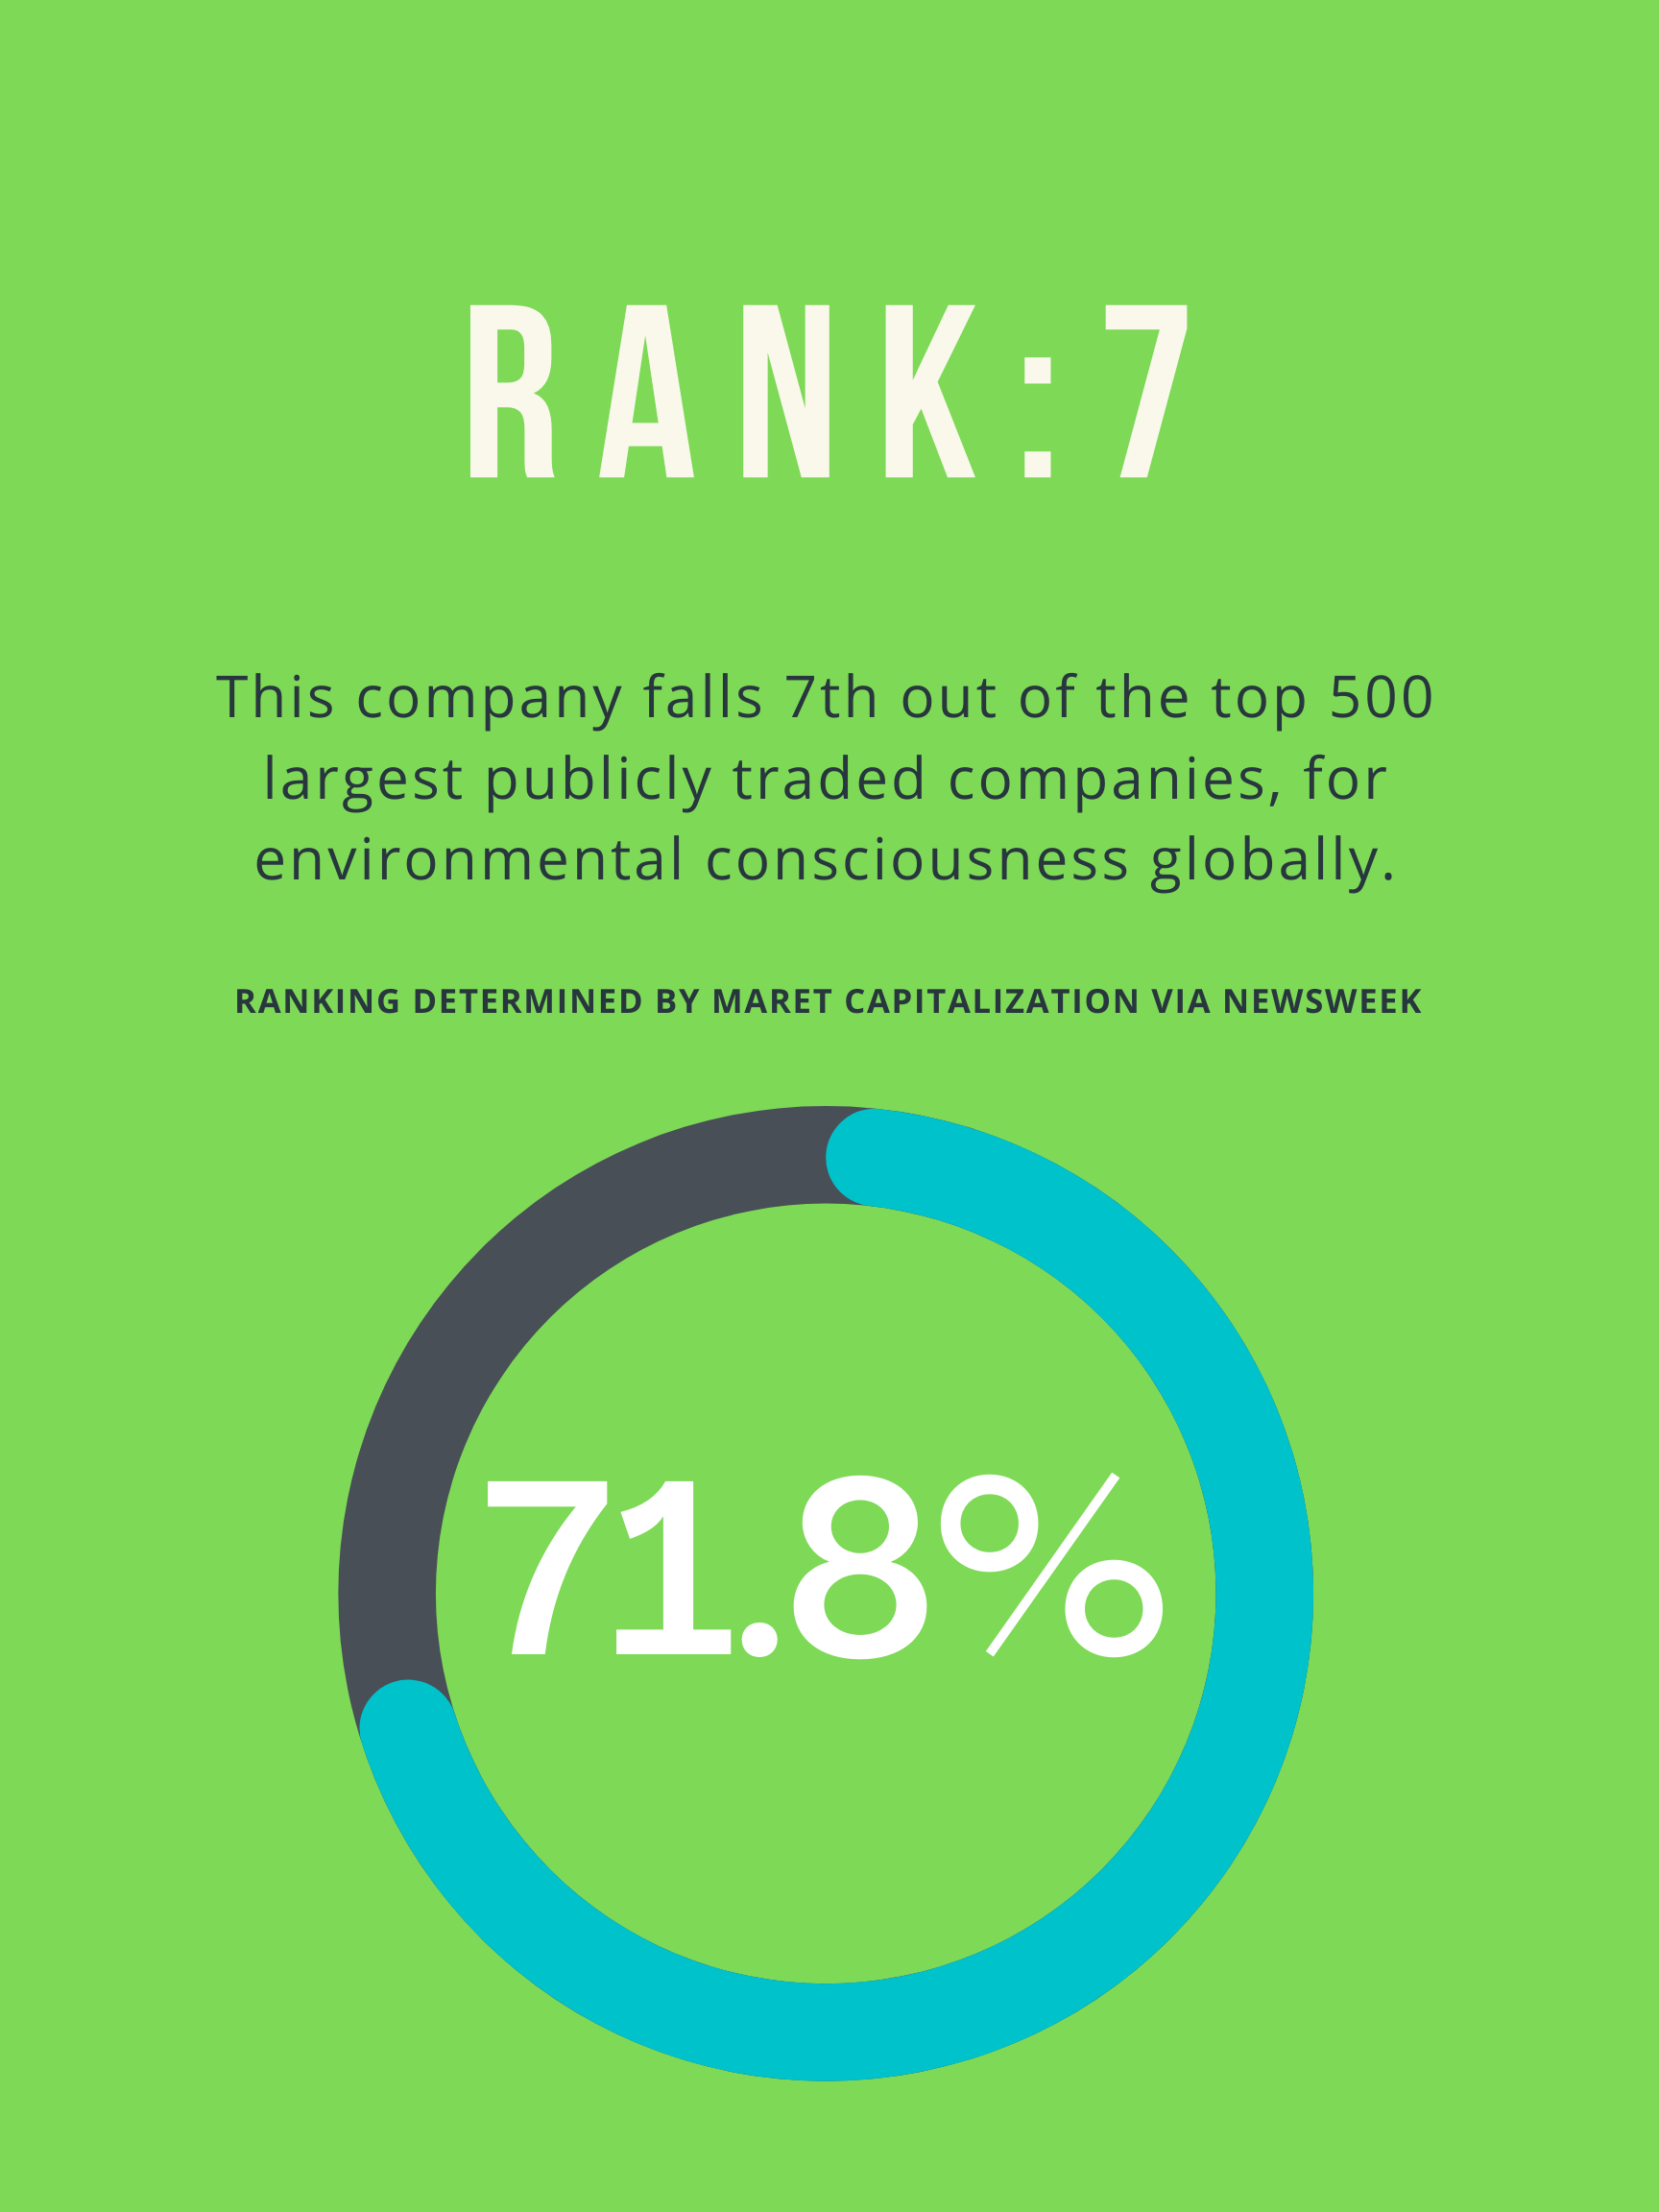 RANK:7
This company falls 7th out of the top 500
largest publicly traded companies, for
environmental consciousness globally.
RANKING DETERMINED BY MARET CAPITALIZATION VIA NEWSWEEK
71.8%